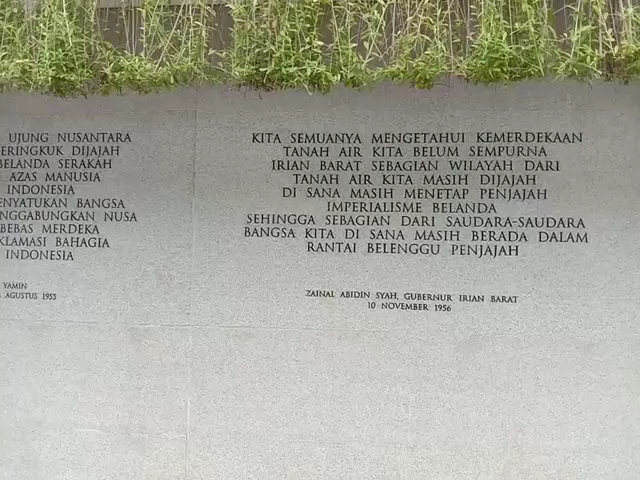 UJUNG NUSANTARA
ERINGKUK DIJAJAH
BELANDA SERAKAH
AZAS MANUSIA
INDONESIA
ENYATUKAN BANGSA
NGGABUNGKAN NUSA
BEBAS MERDEKA
KLAMASI BAHAGIA
INDONESIA
YAMIN
AGUSTUS 1955
KITA SEMUANYA MENGETAHUI KEMERDEKAAN
TANAH AIR KITA BELUM SEMPURNA
IRIAN BARAT SEBAGIAN WILAYAH DARI
TANAH AIR KITA MASIH DIJAJAH
DI SANA MASIH MENETAP PENJAJAH
IMPERIALISME BELANDA
SEHINGGA SEBAGIAN DARI SAUDARA-SAUDARA
BANGSA KITA DI SANA MASIH BERADA DALAM
RANTAI BELENGGU PENJAJAH
ZAINAL ABIDIN SYAH, GUBERNUR IRIAN BARAT
10 NOVEMBER 1956